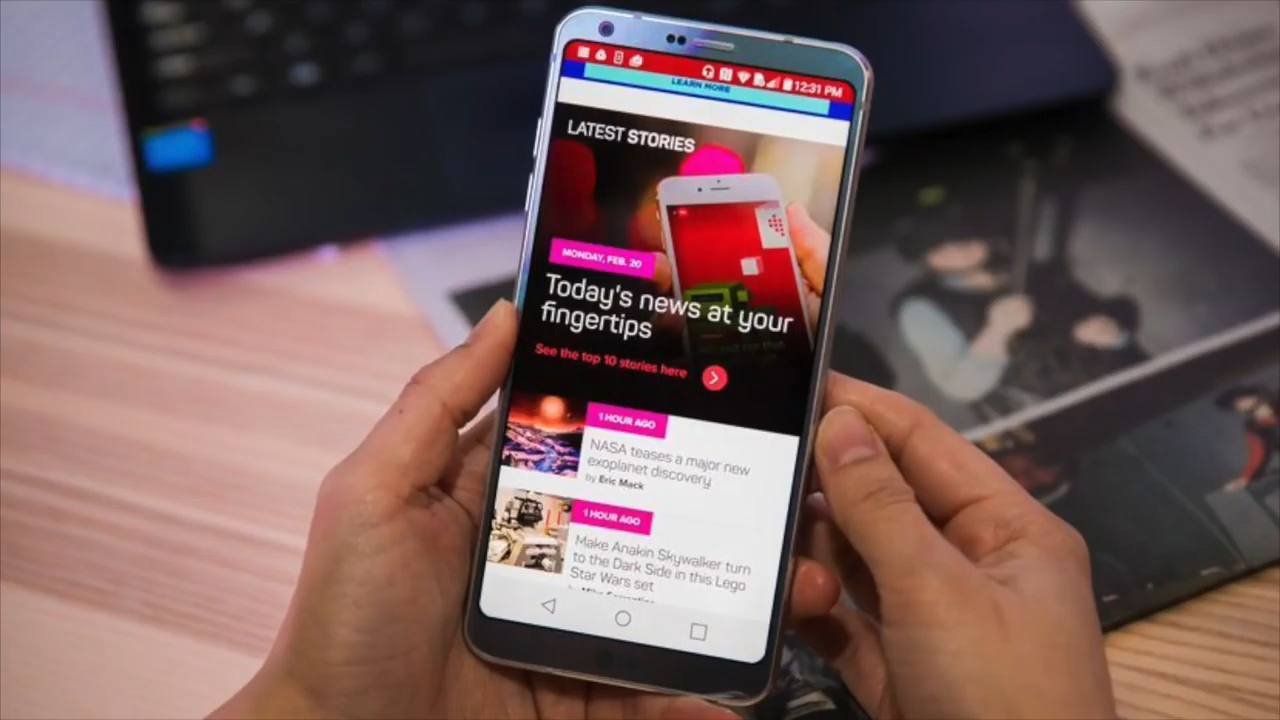 12:31 PM
LEARN MORE
LATEST STORIES
MONDAY, FEB. 20
Today's news at your
fingertips
See the top 10 stories here
1 HOUR AGO
NASA teases a major new
exoplanet discovery
by Eric Mack
1 HOUR AGO
Make Anakin Skywalker turn
to the Dark Side in this Lego
Star Wars set
LG